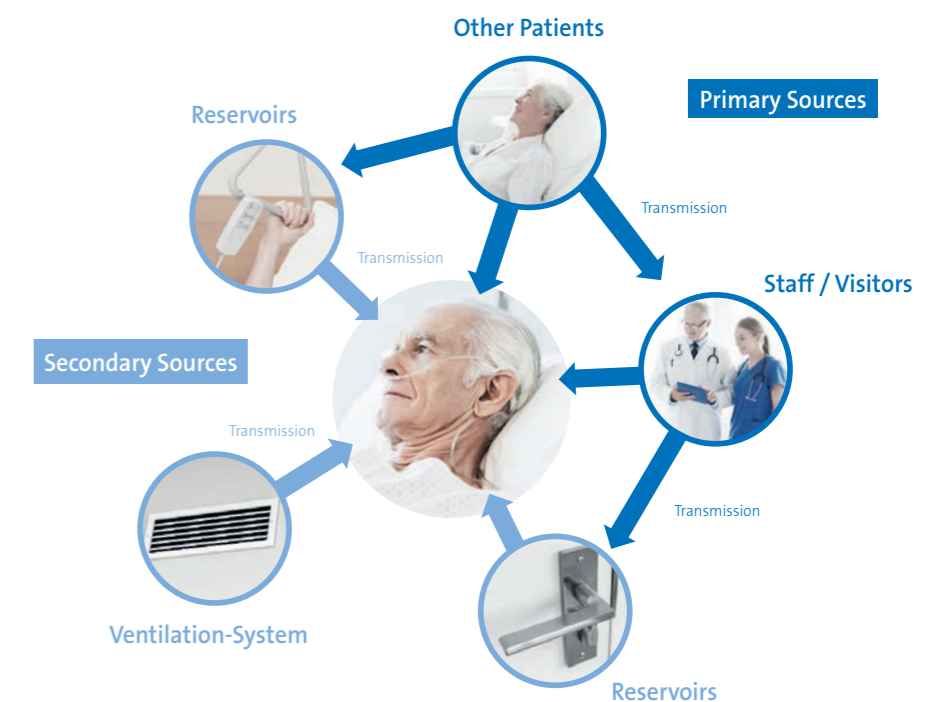 Other Patients
Primary Sources
Reservoirs
Transmission
Transmission
Staff / Visitors
Secondary Sources
Transmission
Transmission
Ventilation-System
Reservoirs